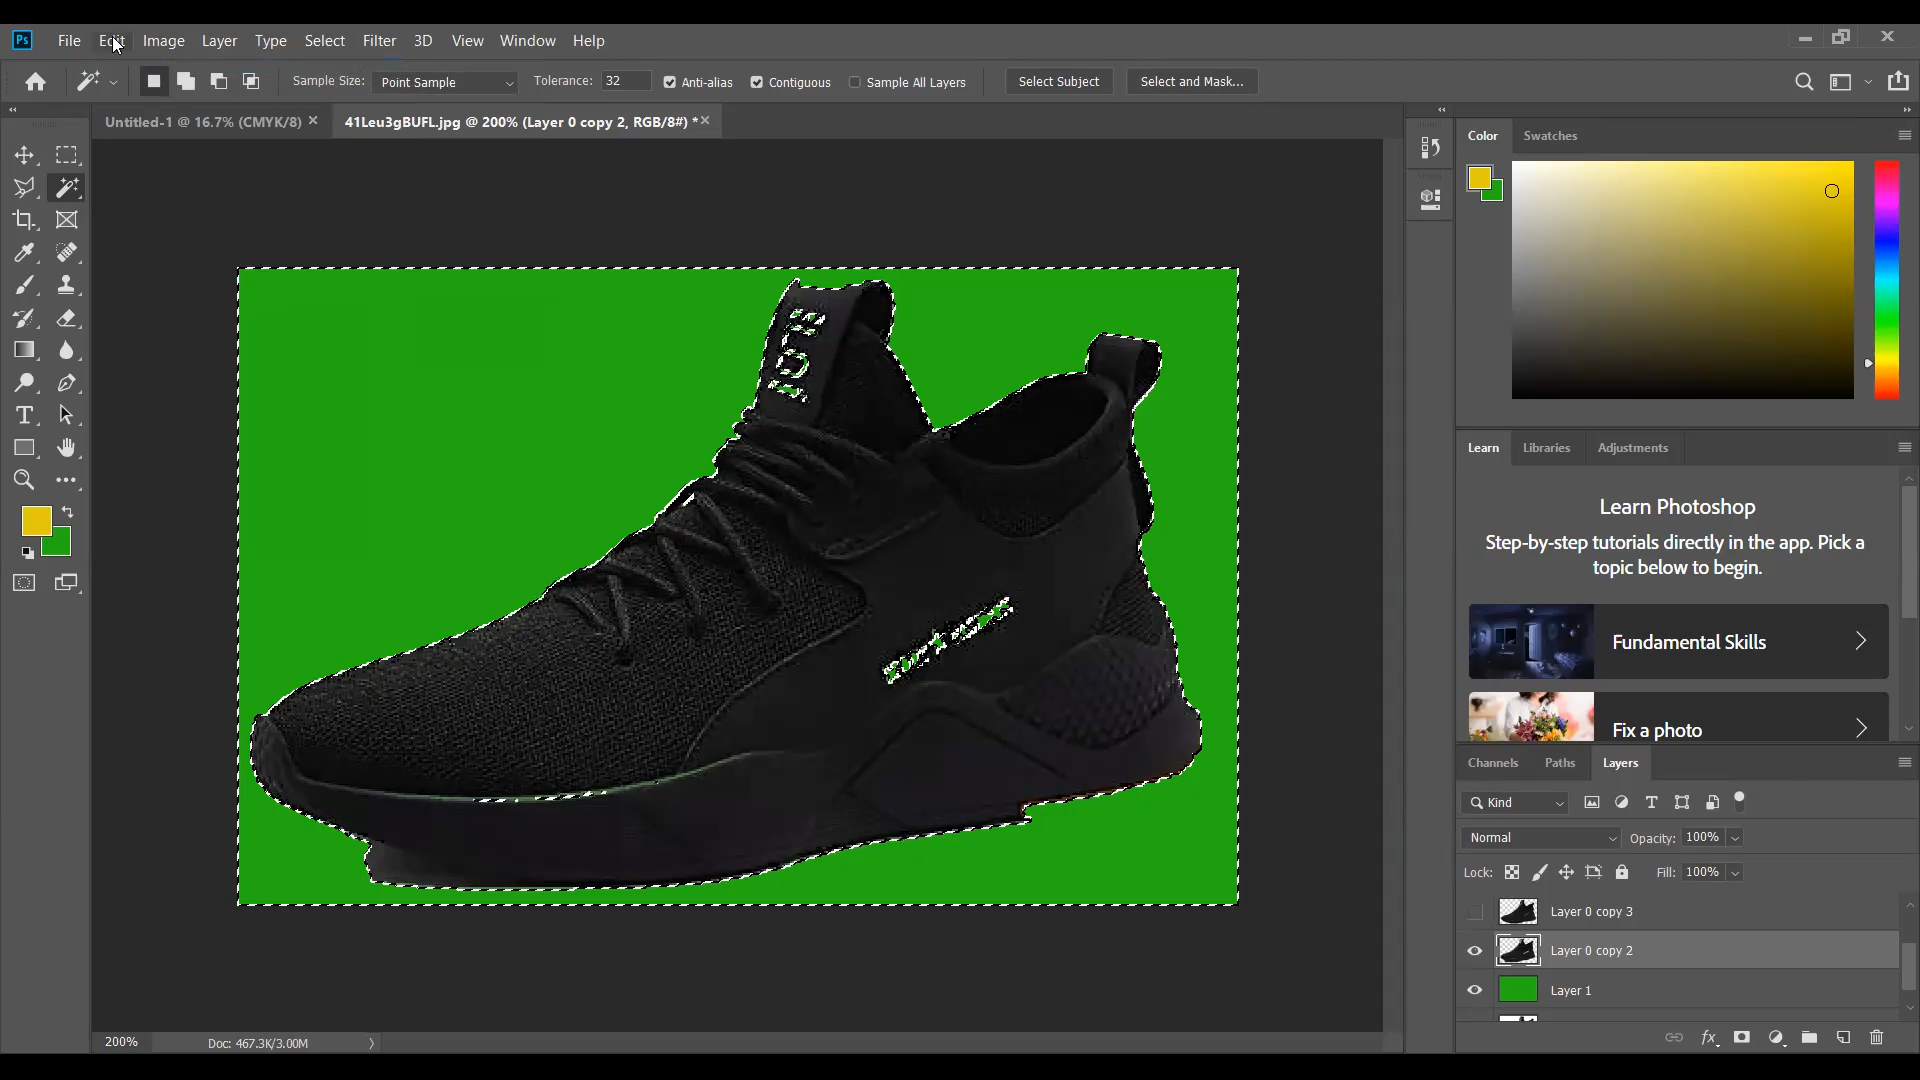 Ps File Edit Image Layer Type Select Filter 3D View Window Help
Sample Size: Point Sample Tolerance: 32 Anti-alias Contiguous Sample All Layers Select Subject Select and Mask...
Untitled-1 @ 16.7% (CMYK/8) 41Leu3gBUFL.jpg @ 200% (Layer 0 copy 2, RGB/8#) *
Color Swatches
Learn Libraries Adjustments
Learn Photoshop
Step-by-step tutorials directly in the app. Pick a
topic below to begin.
Fundamental Skills
Fix a photo
Channels Paths Layers
Kind
Normal Opacity: 100%
Lock: Fill: 100%
Layer 0 copy 3
Layer 0 copy 2
Layer 1
200% Doc: 467.3K/3.00M